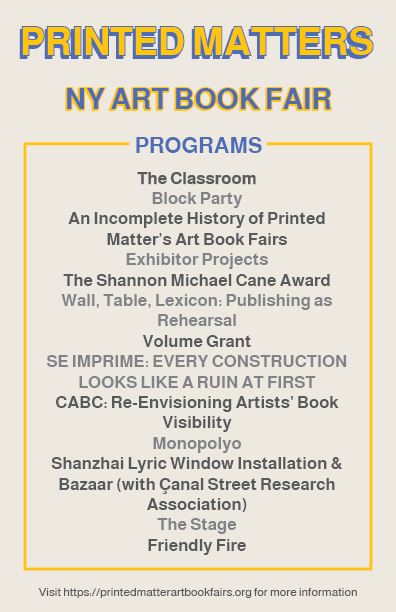 PRINTED MATTERS
NY ART BOOK FAIR
PROGRAMS
The Classroom
Block Party
An Incomplete History of Printed
Matter's Art Book Fairs
Exhibitor Projects
The Shannon Michael Cane Award
Wall, Table, Lexicon: Publishing as
Rehearsal
Volume Grant
SE IMPRIME: EVERY CONSTRUCTION
LOOKS LIKE A RUIN AT FIRST
CABC: Re-Envisioning Artists' Book
Visibility
Monopolyo
Shanzhai Lyric Window Installation &
Bazaar (with Çanal Street Research
Association)
The Stage
Friendly Fire
Visit https://printedmatterartbookfairs.org for more information